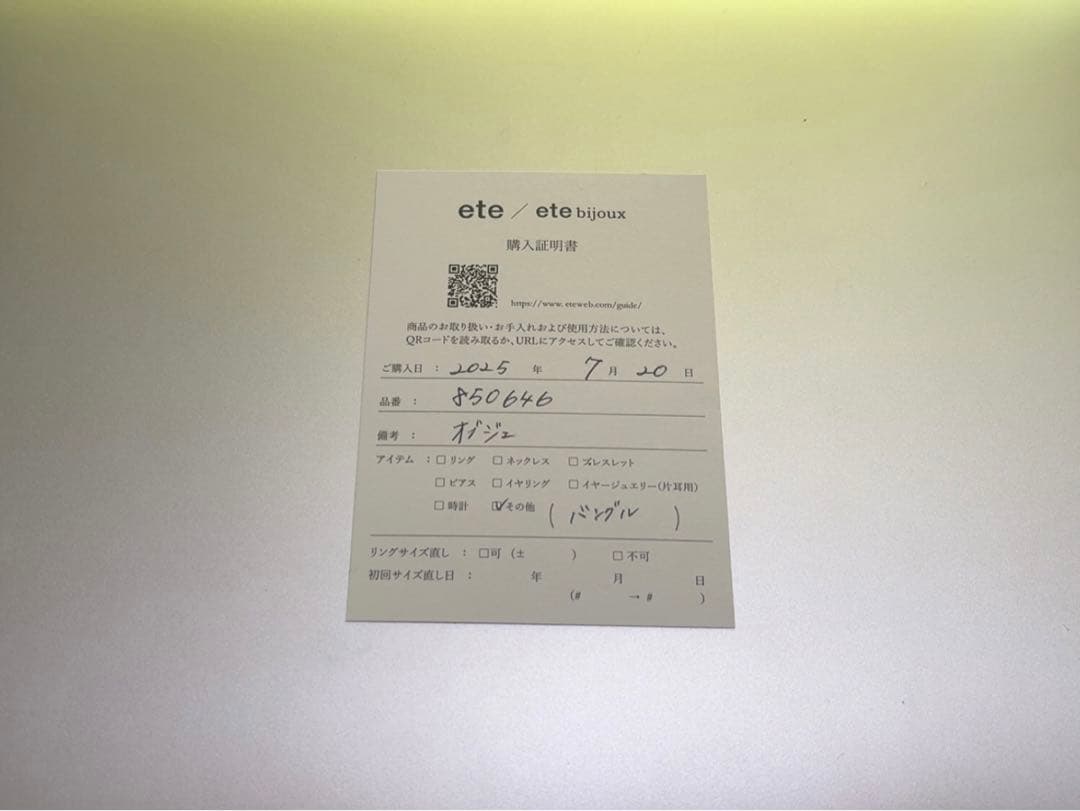 ete / ete bijoux
購入証明書
https://www.eteweb.com/guide/
商品のお取り扱い・お手入れおよび使用方法については、
QRコードを読み取るか、URLにアクセスしてご確認ください。
ご購入日 : 2025 年 7 月 20 日
品番 : 850646
備考 : オブジェ
アイテム : □ リング □ ネックレス □ ブレスレット
□ ピアス □ イヤリング □ イヤージュエリー(片耳用)
□ 時計 ☑ その他 ( バングル )
リングサイズ直し : □ 可 (± ) □ 不可
初回サイズ直し日 : 年 月 日
(# → # )